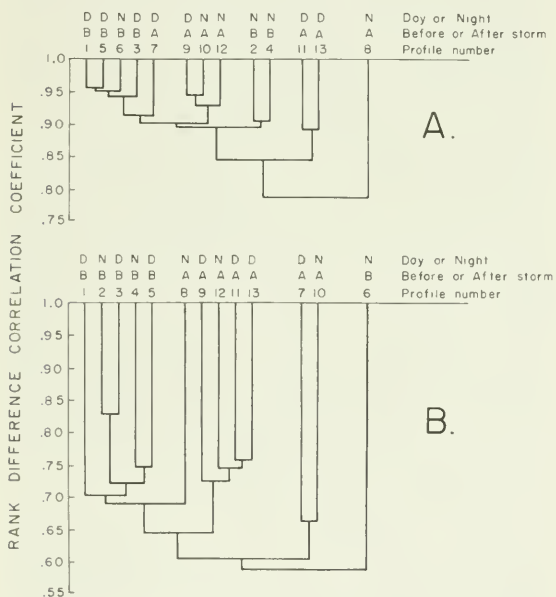 D D N D D D N N N N D D N Day or Night
B B B B A A A A B B A A A Before or After storm
1 5 6 3 7 9 10 12 2 4 11 13 8 Profile number
1.0
.95
.90
.85
.80
.75
A.
RANK DIFFERENCE CORRELATION COEFFICIENT
D N D N D N D N D D D N N Day or Night
B B B B B A A A A A A A B Before or After storm
1 2 3 4 5 8 9 12 11 13 7 10 6 Profile number
1.0
.95
.90
.85
.80
.75
.70
.65
.60
.55
B.